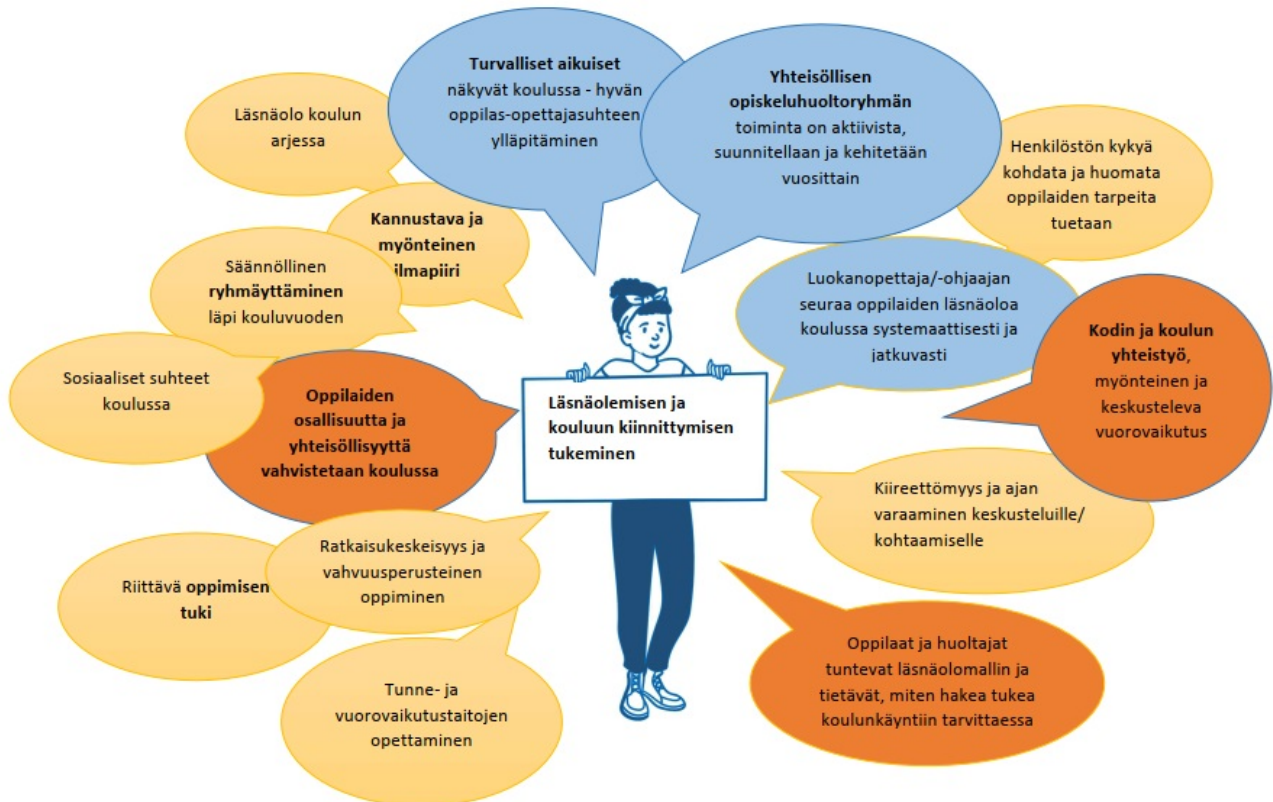 Turvalliset aikuiset
näkyvät koulussa - hyvän
oppilas-opettajasuhteen
ylläpitäminen
Yhteisöllisen
opiskeluhuoltoryhmän
toiminta on aktiivista,
suunnitellaan ja kehitetään
vuosittain
Läsnäolo koulun
arjessa
Henkilöstön kykyä
kohdata ja huomata
oppilaiden tarpeita
tuetaan
Kannustava ja
myönteinen
ilmapiiri
Säännöllinen
ryhmäyttäminen
läpi kouluvuoden
Luokanopettaja/-ohjaajan
seuraa oppilaiden läsnäoloa
koulussa systemaattisesti ja
jatkuvasti
Kodin ja koulun
yhteistyö,
myönteinen ja
keskusteleva
vuorovaikutus
Sosiaaliset suhteet
koulussa
Oppilaiden
osallisuutta ja
yhteisöllisyyttä
vahvistetaan koulussa
Läsnäolemisen ja
kouluun kiinnittymisen
tukeminen
Kiireettömyys ja ajan
varaaminen keskusteluille/
kohtaamiselle
Ratkaisukeskeisyys ja
vahvuusperusteinen
oppiminen
Riittävä oppimisen
tuki
Oppilaat ja huoltajat
tuntevat läsnäolomallin ja
tietävät, miten hakea tukea
koulunkäyntiin tarvittaessa
Tunne- ja
vuorovaikutustaitojen
opettaminen